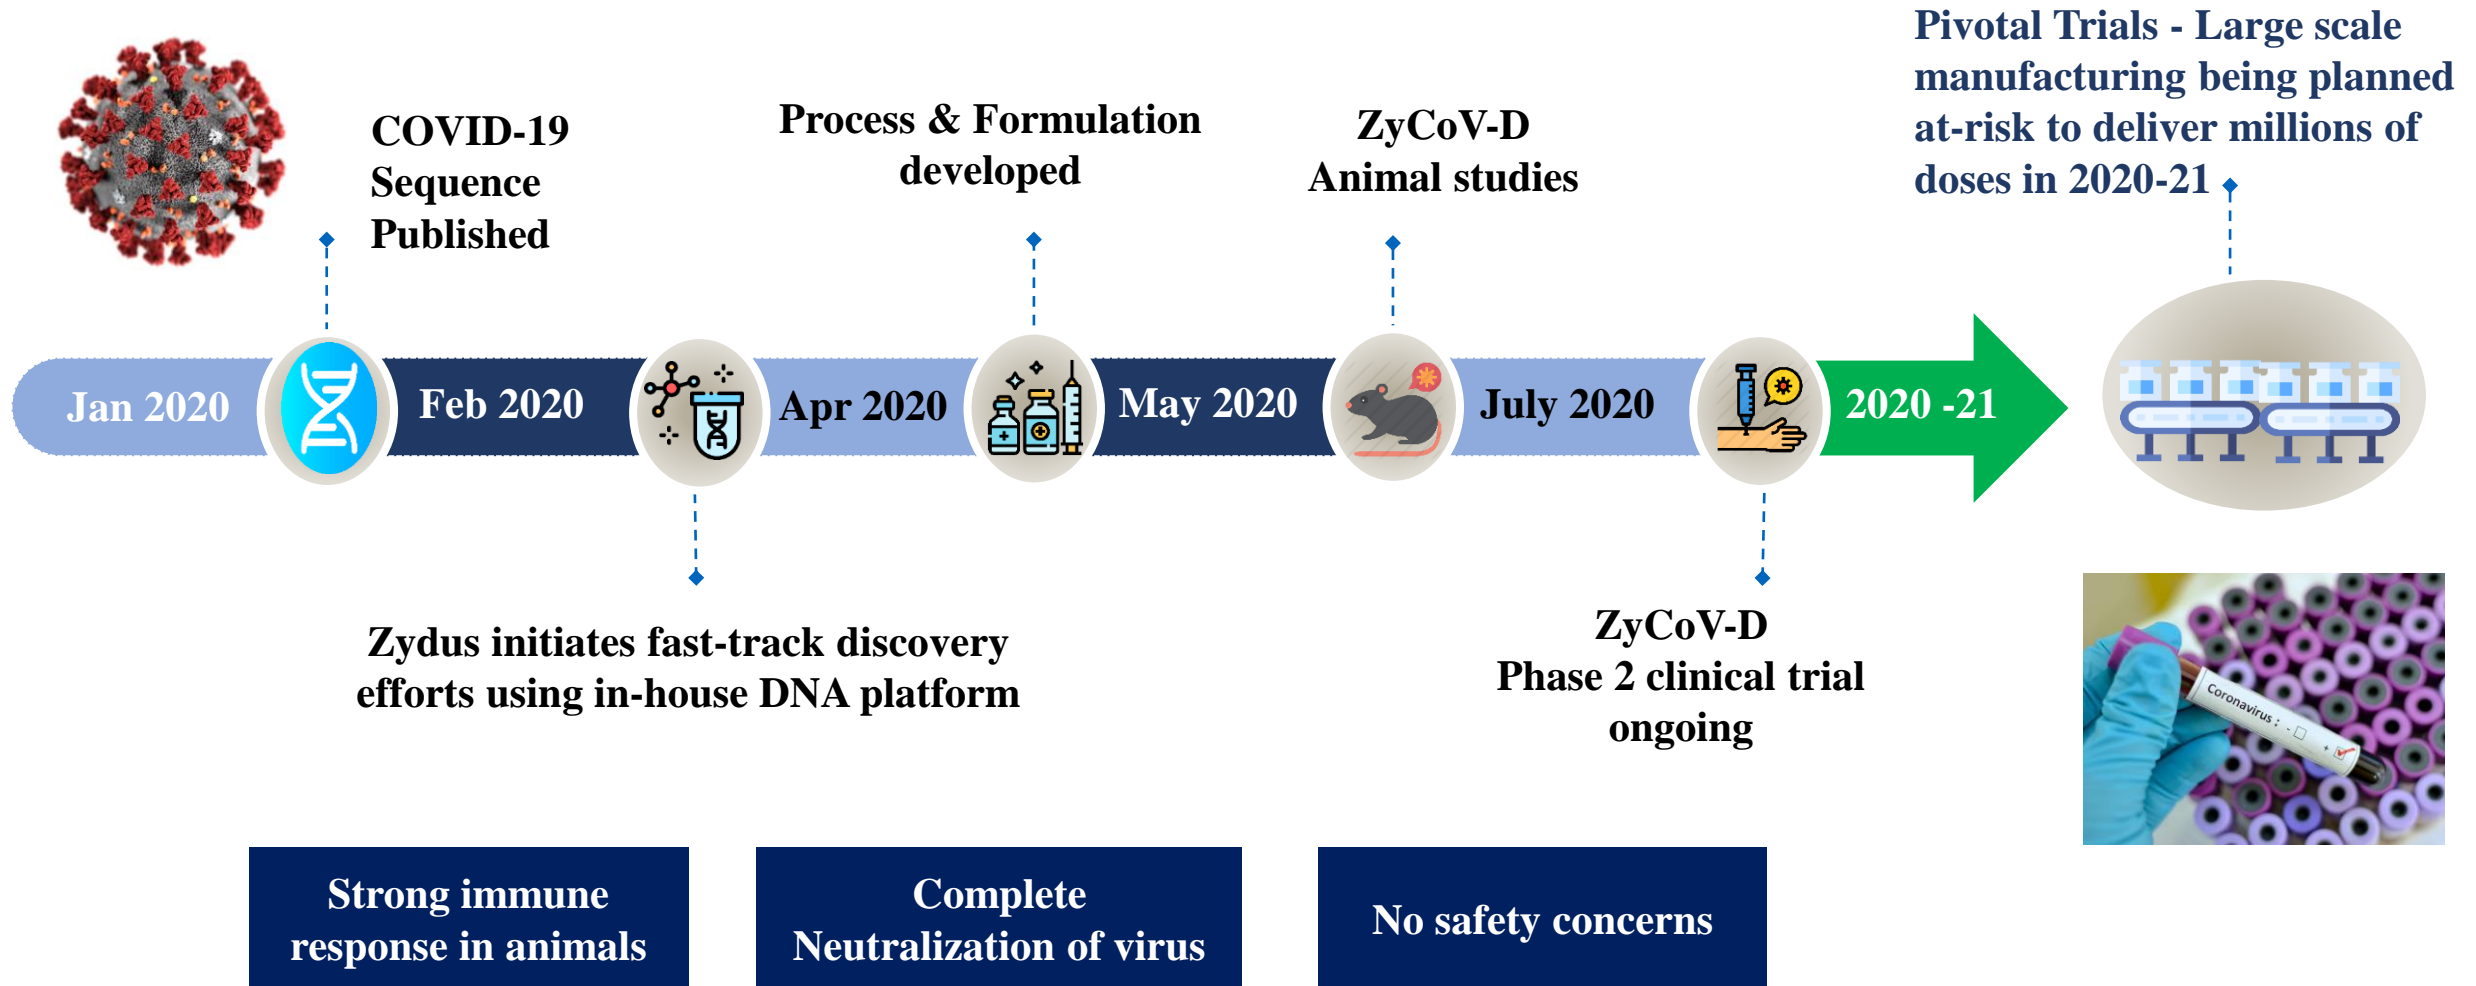 Pivotal Trials - Large scale
manufacturing being planned
at-risk to deliver millions of
doses in 2020-21
COVID-19
Sequence
Published
Process & Formulation
developed
ZyCoV-D
Animal studies
Jan 2020
Feb 2020
Apr 2020
May 2020
July 2020
2020 -21
Zydus initiates fast-track discovery
efforts using in-house DNA platform
ZyCoV-D
Phase 2 clinical trial
ongoing
Coronavirus : - +
Strong immune
response in animals
Complete
Neutralization of virus
No safety concerns